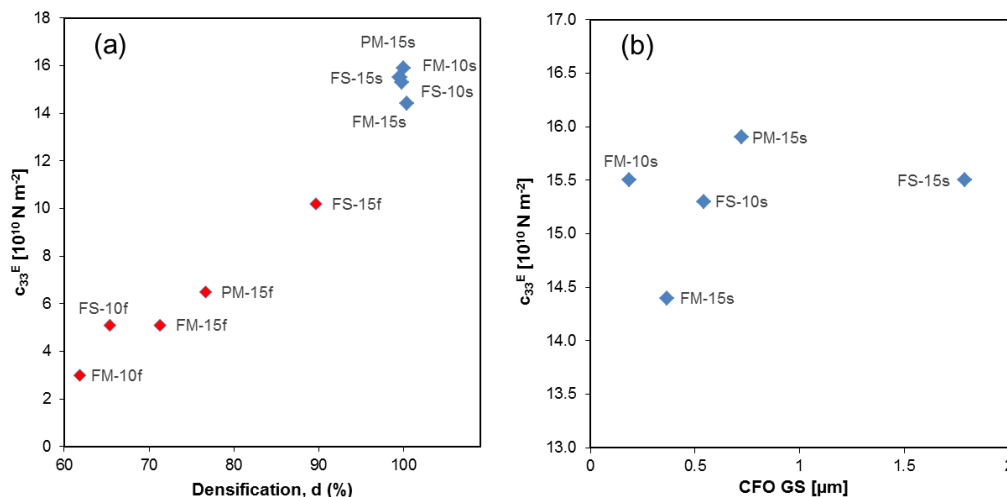 (a)
c₃₃ᴱ [10¹⁰ N m⁻²]
18
16
14
12
10
8
6
4
2
0
PM-15s
FM-10s
FS-15s
FS-10s
FM-15s
FS-15f
PM-15f
FS-10f
FM-15f
FM-10f
60
70
80
90
100
Densification, d (%)
(b)
c₃₃ᴱ [10¹⁰ N m⁻²]
17.0
16.5
16.0
15.5
15.0
14.5
14.0
13.5
13.0
PM-15s
FM-10s
FS-15s
FS-10s
FM-15s
0
0.5
1
1.5
2
CFO GS [µm]